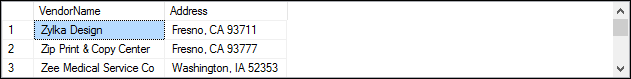 VendorName Address
1 Zylka Design Fresno, CA 93711
2 Zip Print & Copy Center Fresno, CA 93777
3 Zee Medical Service Co Washington, IA 52353